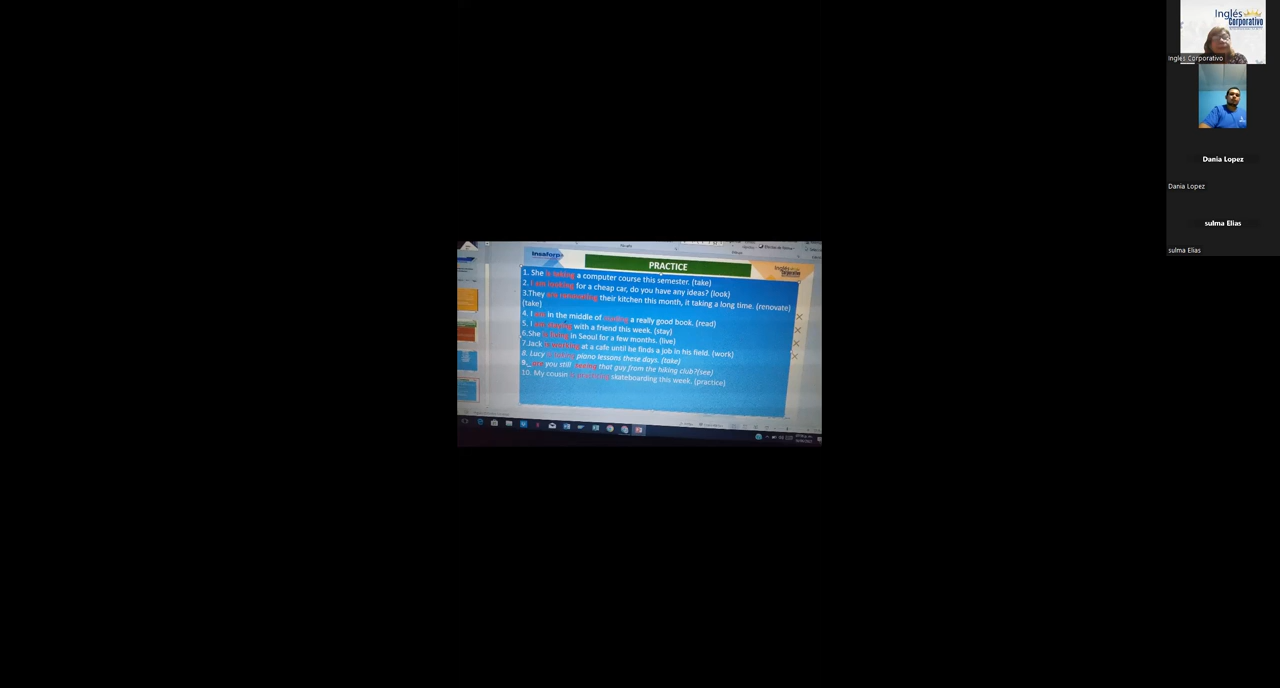 Inglés
Corporativo
Ingles Corporativo
Dania Lopez
Dania Lopez
sulma Elias
sulma Elias
Insaforp
PRACTICE
1. She is taking a computer course this semester. (take)
2. I am looking for a cheap car, do you have any ideas? (look)
3.They are renovating their kitchen this month, it taking a long time. (renovate)
(take)
4. I am in the middle of reading a really good book. (read)
5. I am staying with a friend this week. (stay)
6.She is living in Seoul for a few months. (live)
7.Jack is working at a cafe until he finds a job in his field. (work)
8. Lucy piano lessons these days. (take)
9. are you still seeing that guy from the hiking club?(see)
10. My cousin skateboarding this week. (practice)